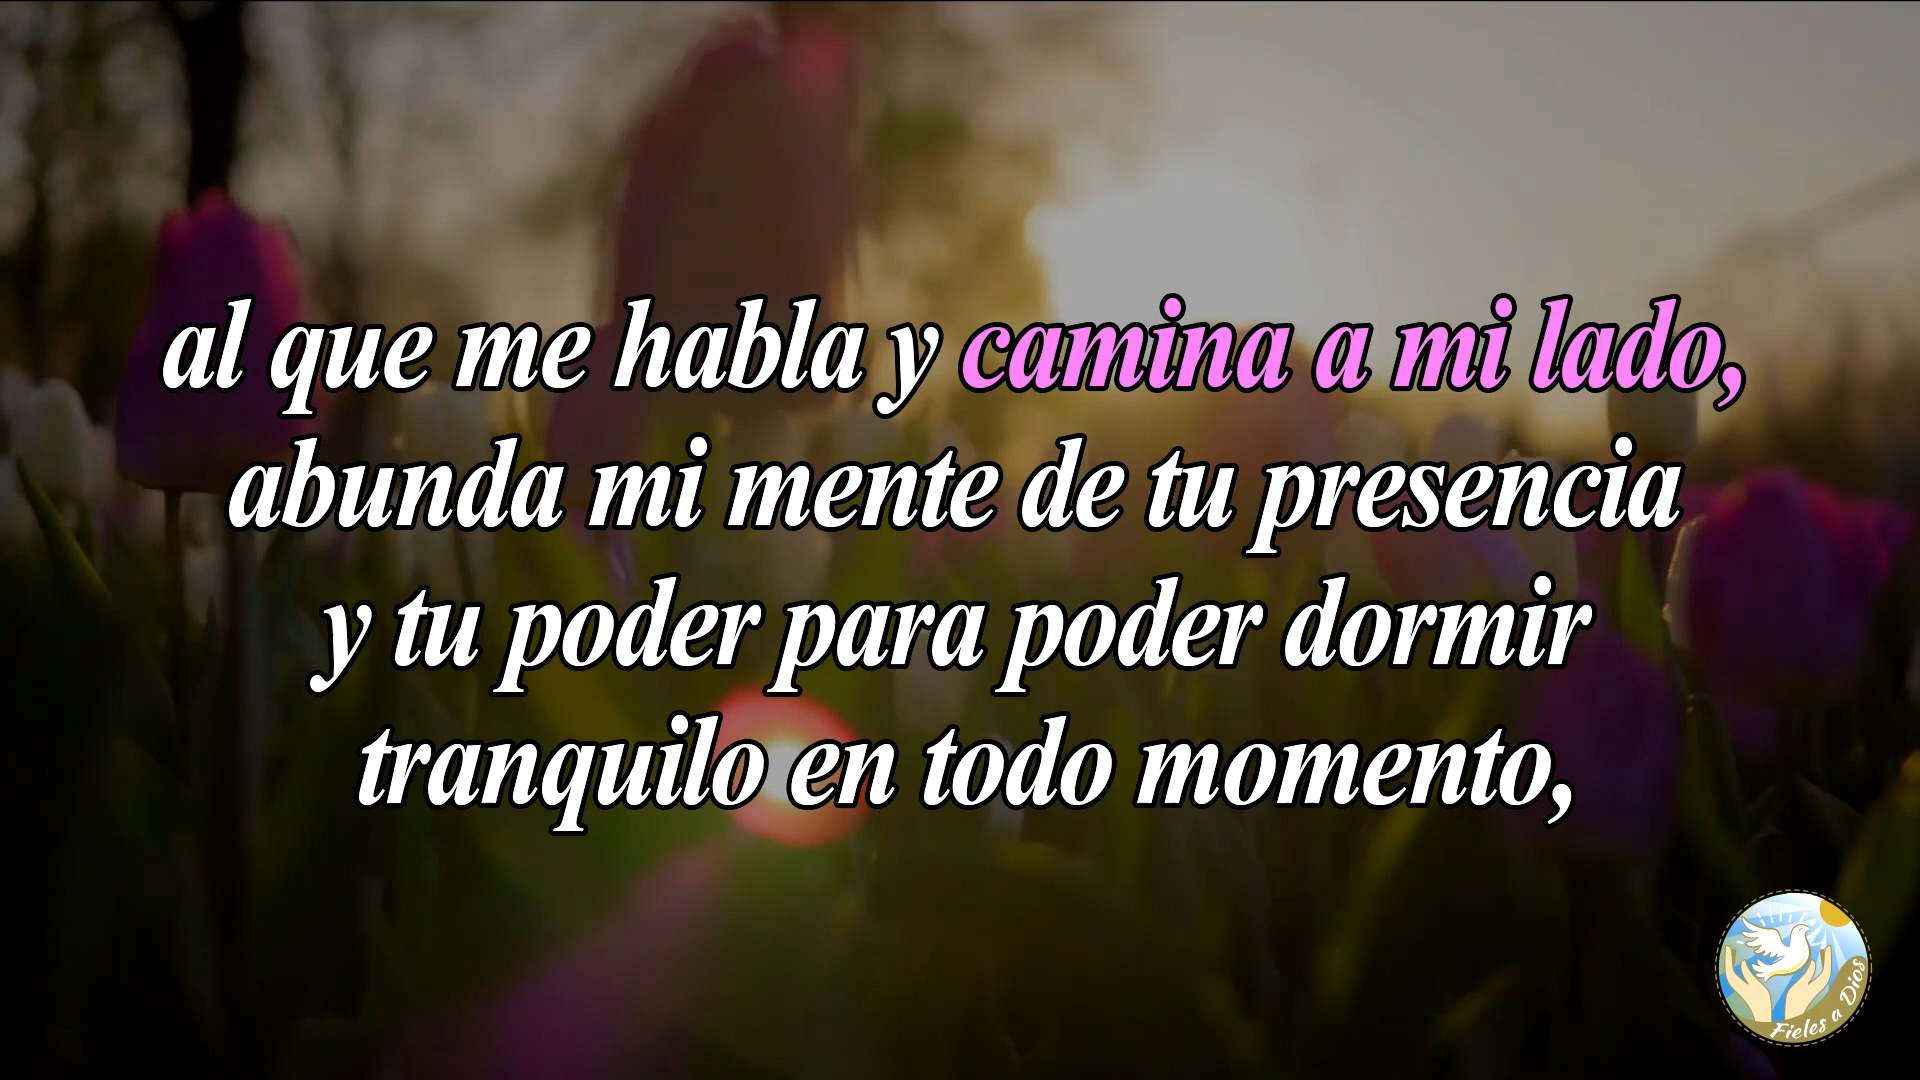 al que me habla y camina a mi lado,
abunda mi mente de tu presencia
y tu poder para poder dormir
tranquilo en todo momento,
Fieles a Dios